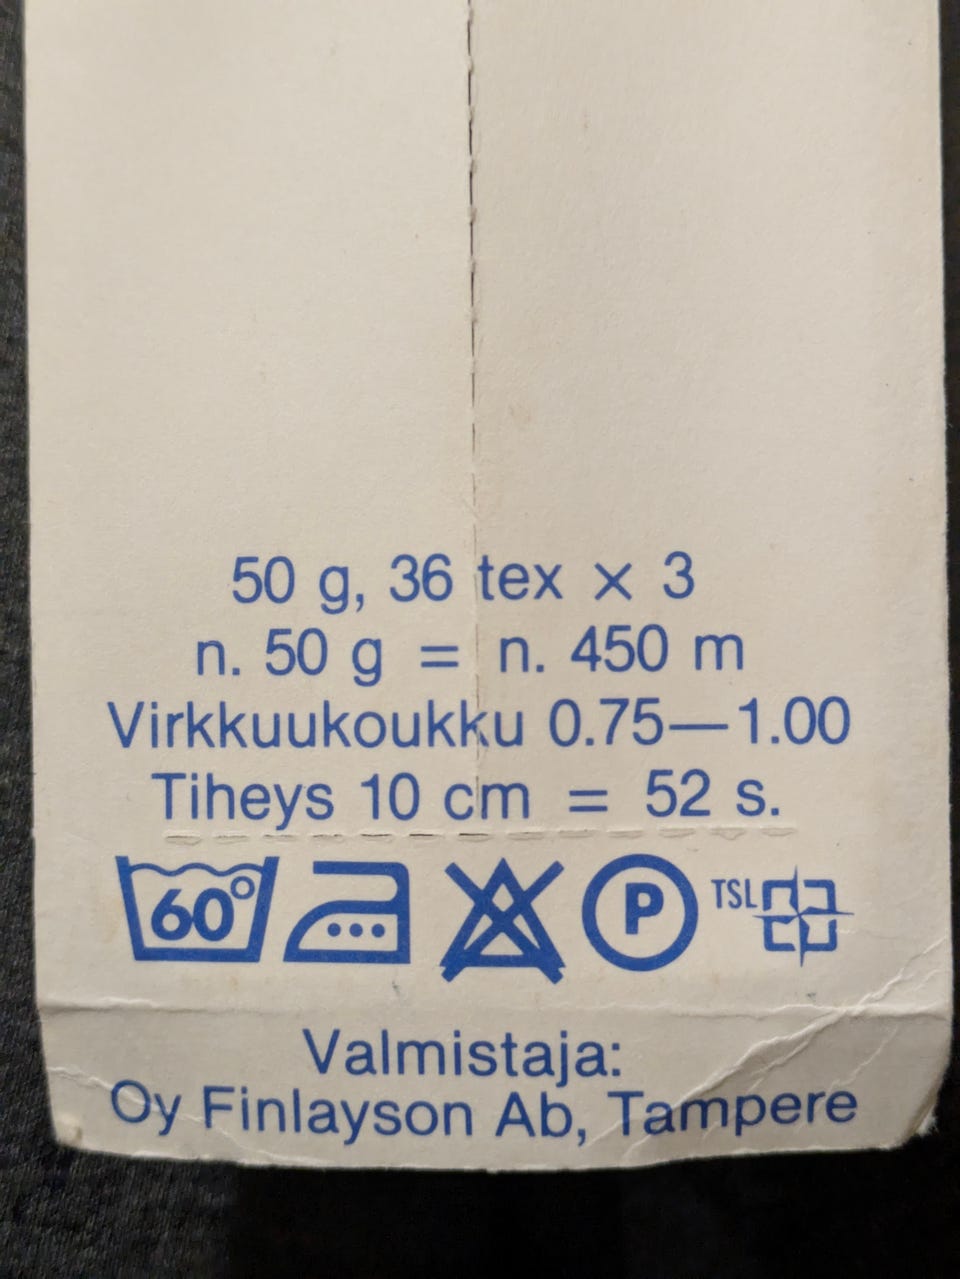 50 g, 36 tex × 3
n. 50 g = n. 450 m
Virkkuukoukku 0.75—1.00
Tiheys 10 cm = 52 s.
60° P TSL
Valmistaja:
Oy Finlayson Ab, Tampere